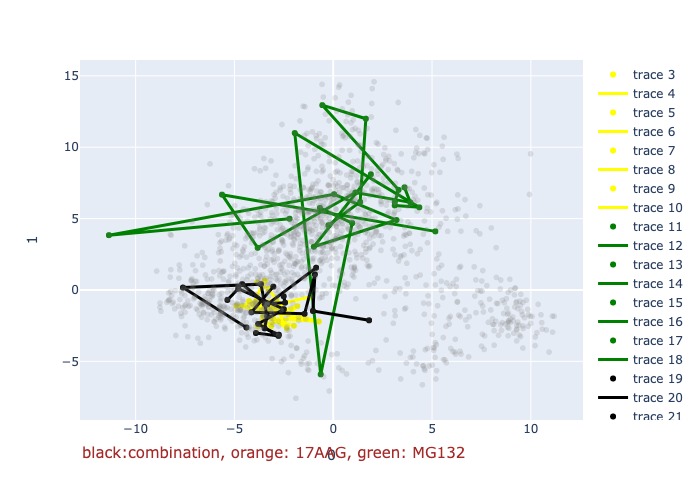 15
10
5
0
−5
1
−10
−5
0
5
10
0
black:combination, orange: 17AAG, green: MG132
trace 3
trace 4
trace 5
trace 6
trace 7
trace 8
trace 9
trace 10
trace 11
trace 12
trace 13
trace 14
trace 15
trace 16
trace 17
trace 18
trace 19
trace 20
trace 21